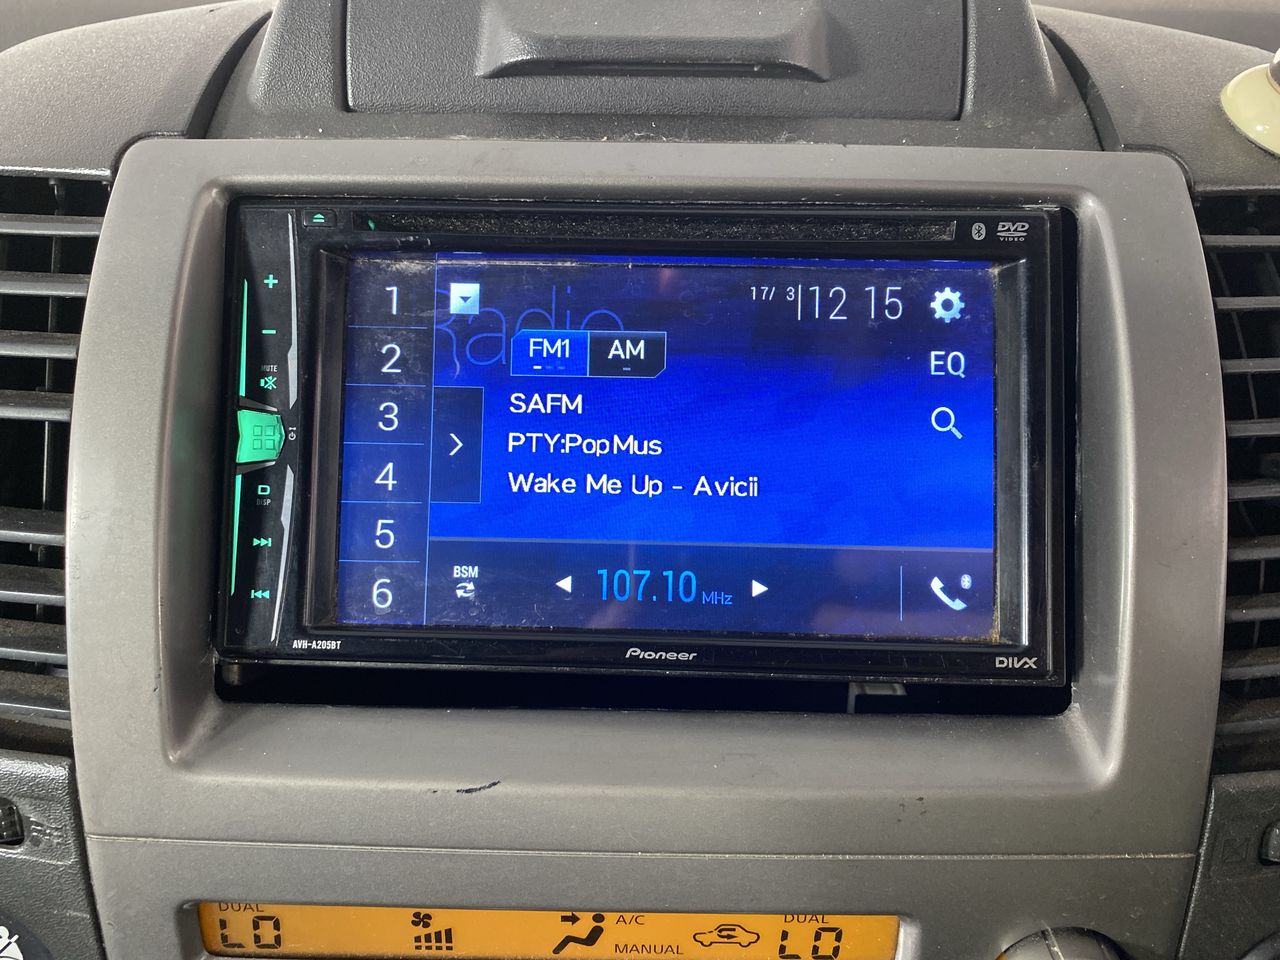 DVD
VIDEO
1
2
3
4
5
6
Radio
17/ 3
12 15
FM1
AM
EQ
SAFM
PTY:PopMus
Wake Me Up - Avicii
BSM
107.10 MHz
MUTE
D
DISP
AVH-A205BT
Pioneer
DIVX
DUAL
LO
A/C
MANUAL
DUAL
LO